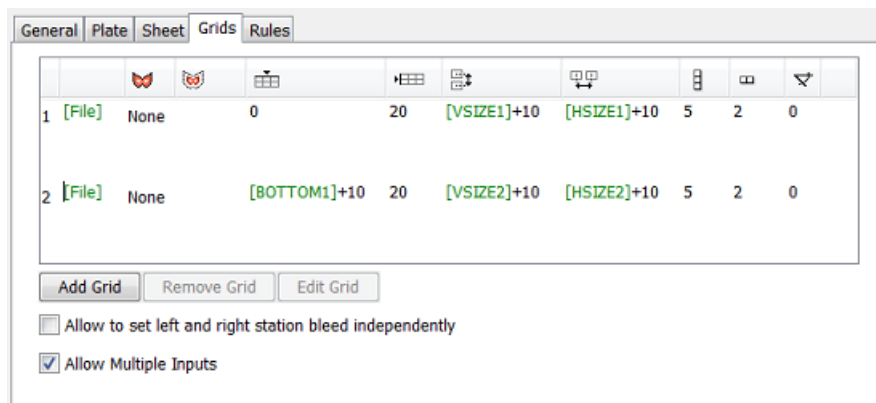 General Plate Sheet Grids Rules
1 [File] None 0 20 [VSIZE1]+10 [HSIZE1]+10 5 2 0
2 [File] None [BOTTOM1]+10 20 [VSIZE2]+10 [HSIZE2]+10 5 2 0
Add Grid Remove Grid Edit Grid
Allow to set left and right station bleed independently
Allow Multiple Inputs